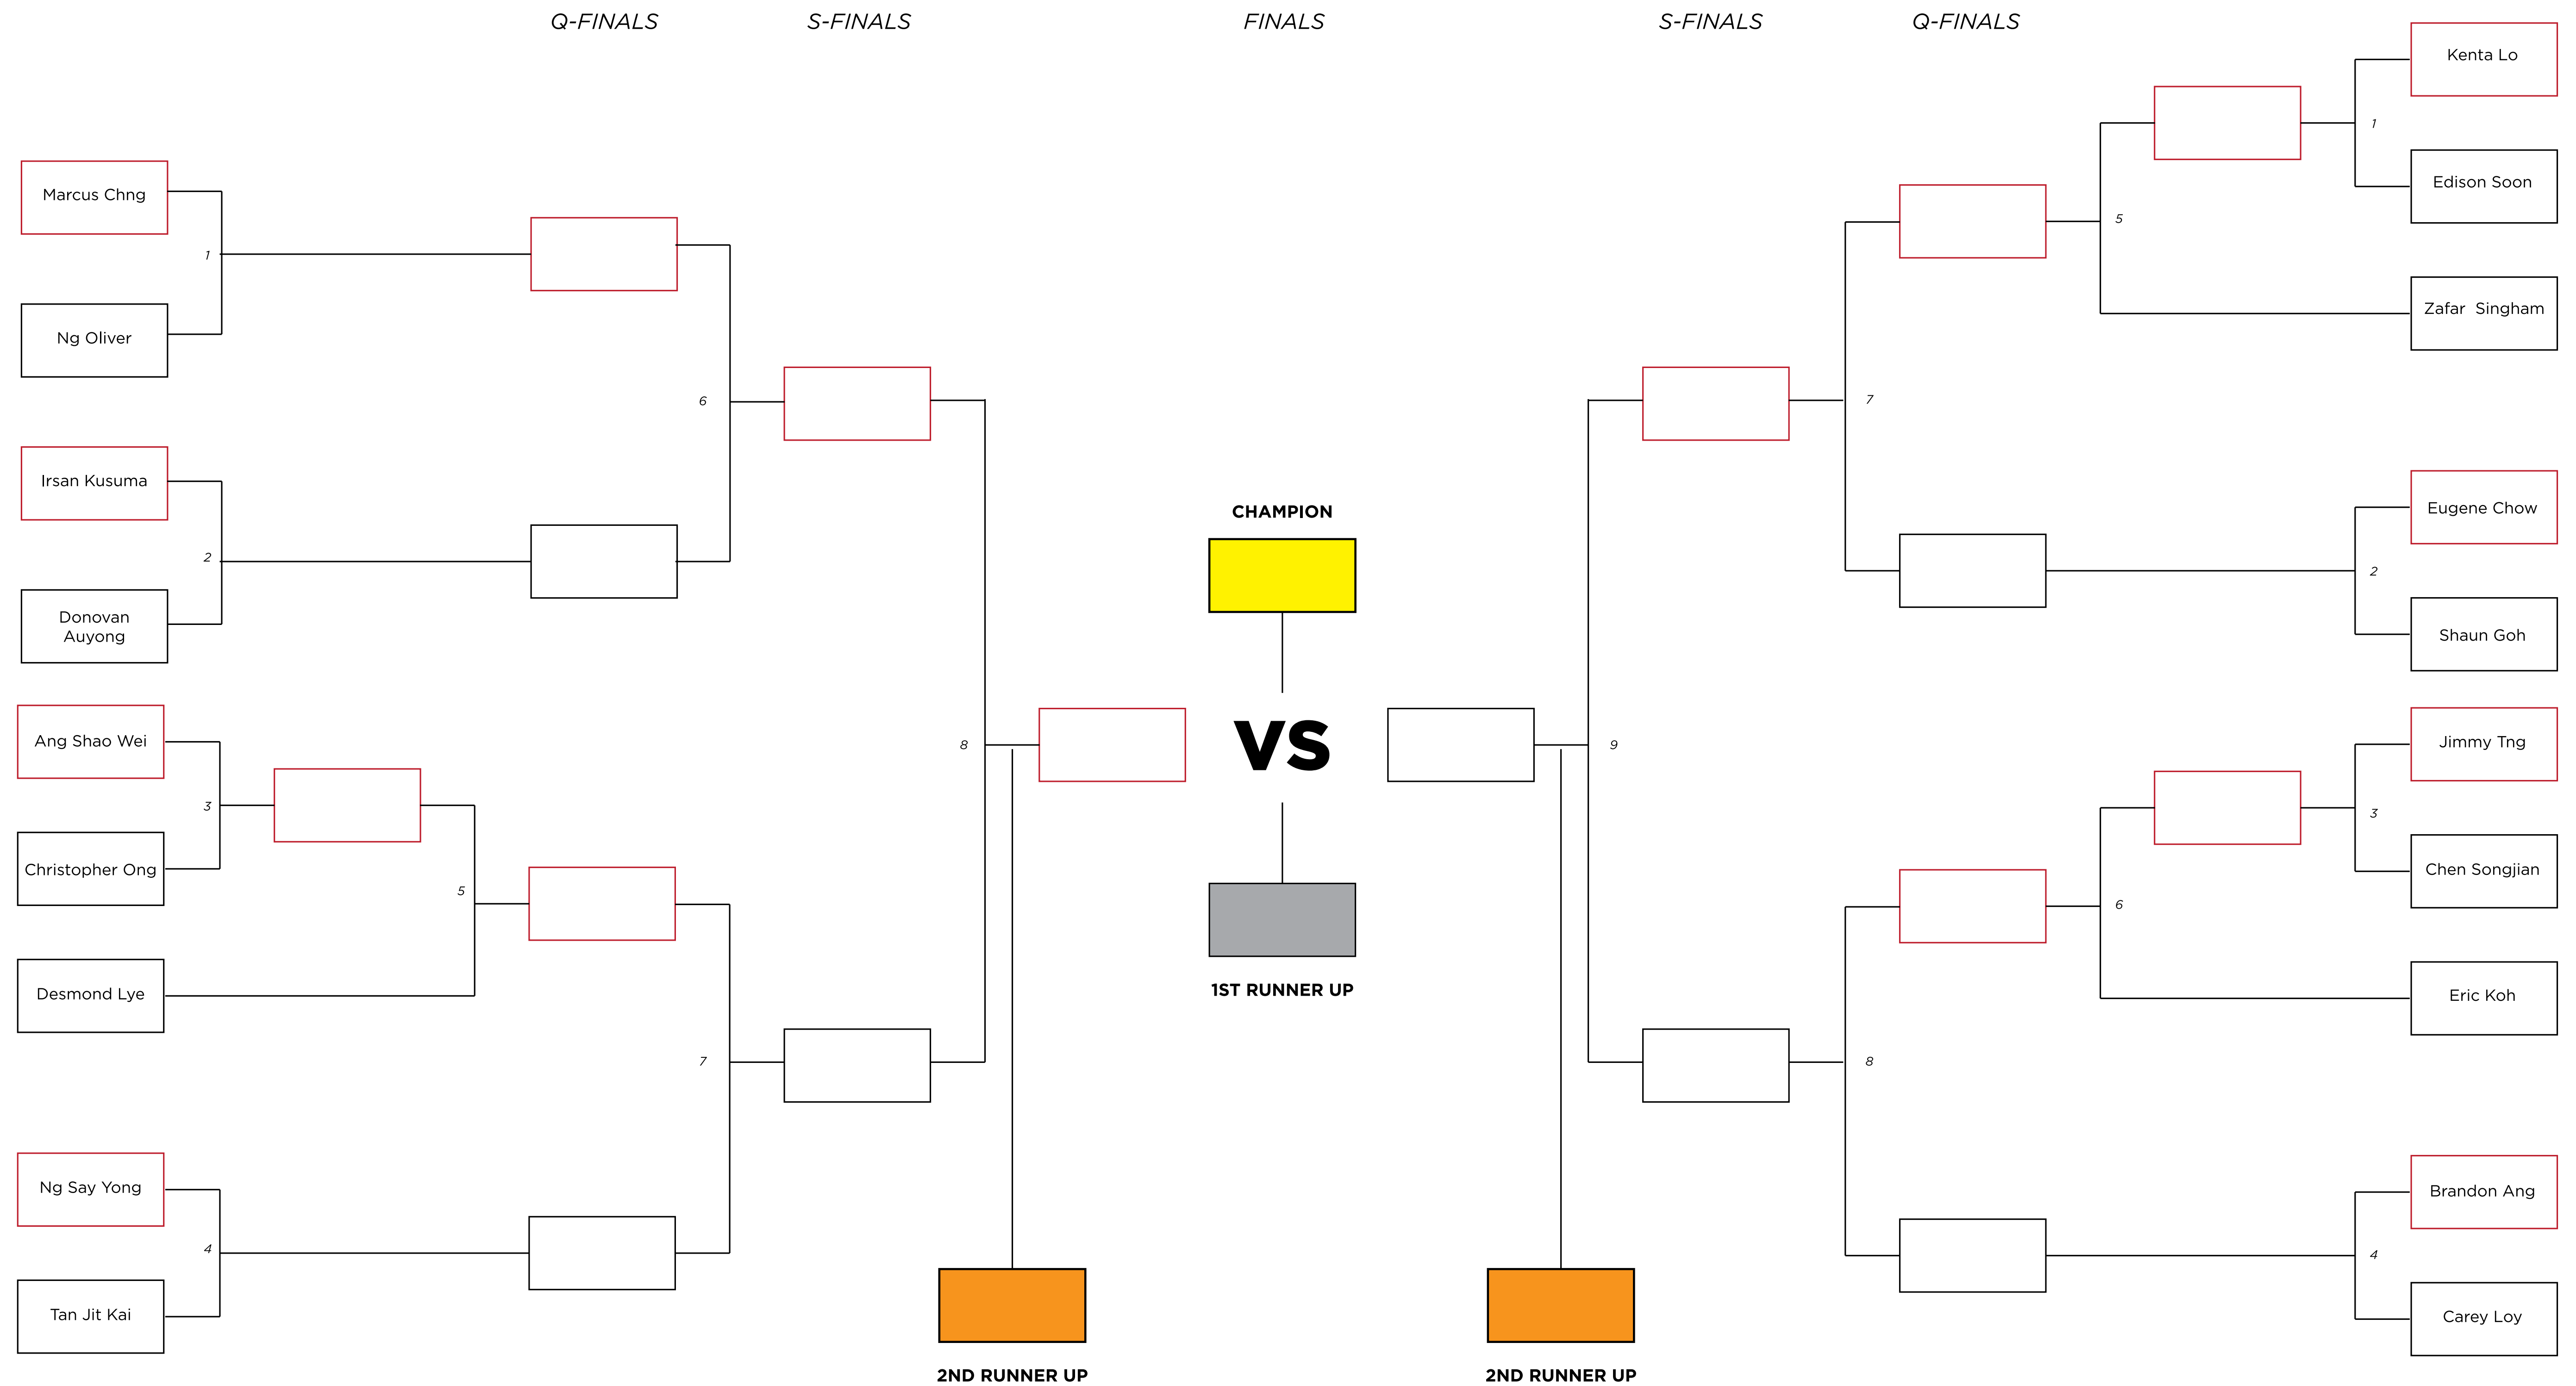 Q-FINALS
S-FINALS
FINALS
S-FINALS
Q-FINALS
Marcus Chng
1
Ng Oliver
Irsan Kusuma
2
Donovan
Auyong
6
Ang Shao Wei
3
Christopher Ong
5
Desmond Lye
Ng Say Yong
4
Tan Jit Kai
7
8
CHAMPION
VS
1ST RUNNER UP
2ND RUNNER UP
2ND RUNNER UP
9
Kenta Lo
1
Edison Soon
5
Zafar  Singham
7
Eugene Chow
2
Shaun Goh
Jimmy Tng
3
Chen Songjian
6
Eric Koh
8
Brandon Ang
4
Carey Loy